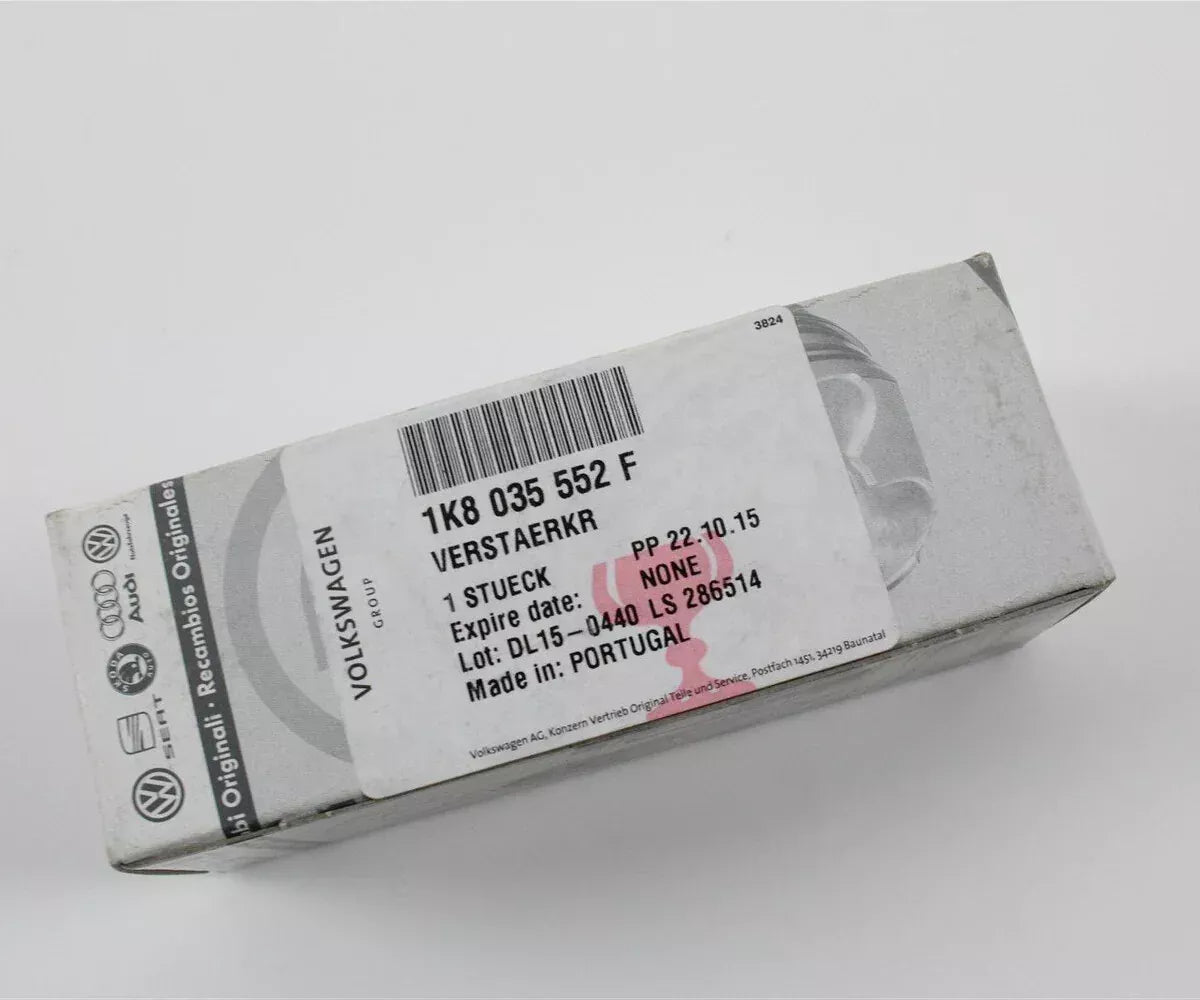 3824
1K8 035 552 F
VERSTAERKR
1 STUECK PP 22.10.15
Expire date: NONE
Lot: DL15-0440 LS 286514
Made in: PORTUGAL
Volkswagen AG, Konzern Vertrieb Original Teile und Service, Postfach 1451, 34219 Baunatal
VOLKSWAGEN
GROUP
bi Originali · Recambios Originales
Audi
SKODA
AUTO
SEAT